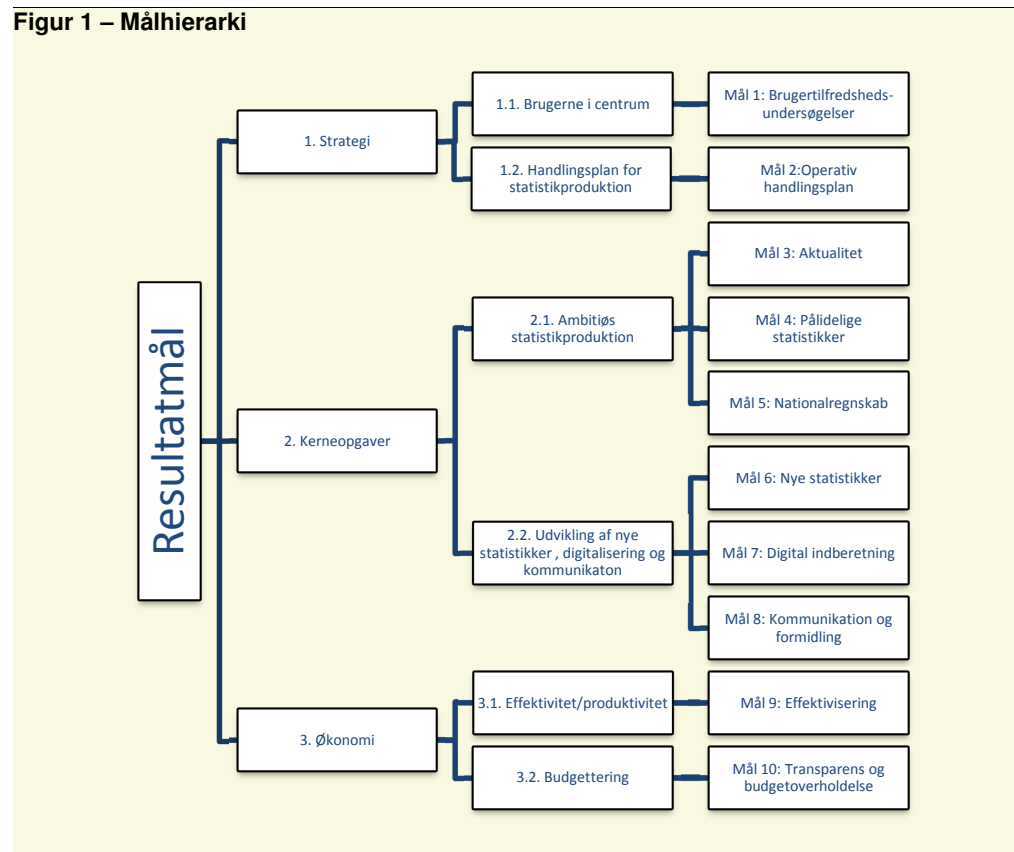 Figur 1 – Målhierarki
Resultatmål
1. Strategi
1.1. Brugerne i centrum
Mål 1: Brugertilfredsheds-
undersøgelser
1.2. Handlingsplan for
statistikproduktion
Mål 2:Operativ
handlingsplan
2. Kerneopgaver
2.1. Ambitiøs
statistikproduktion
Mål 3: Aktualitet
Mål 4: Pålidelige
statistikker
Mål 5: Nationalregnskab
2.2. Udvikling af nye
statistikker , digitalisering og
kommunikaton
Mål 6: Nye statistikker
Mål 7: Digital indberetning
Mål 8: Kommunikation og
formidling
3. Økonomi
3.1. Effektivitet/produktivitet
Mål 9: Effektivisering
3.2. Budgettering
Mål 10: Transparens og
budgetoverholdelse